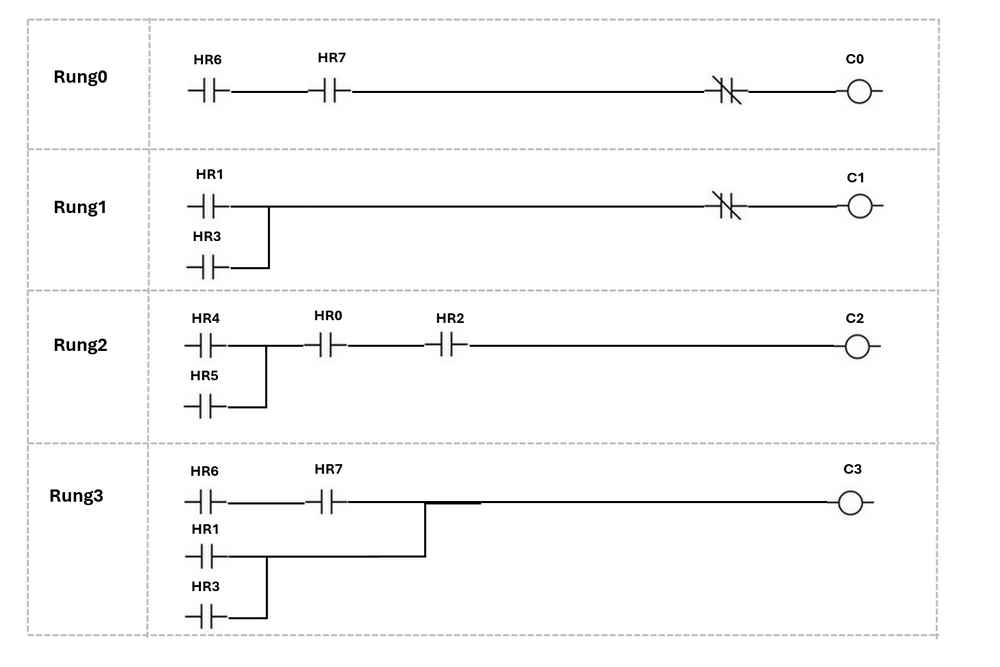 HR6 HR7 C0
Rung0
HR1 C1
Rung1
HR3
HR4 HR0 HR2 C2
Rung2
HR5
HR6 HR7 C3
Rung3
HR1
HR3